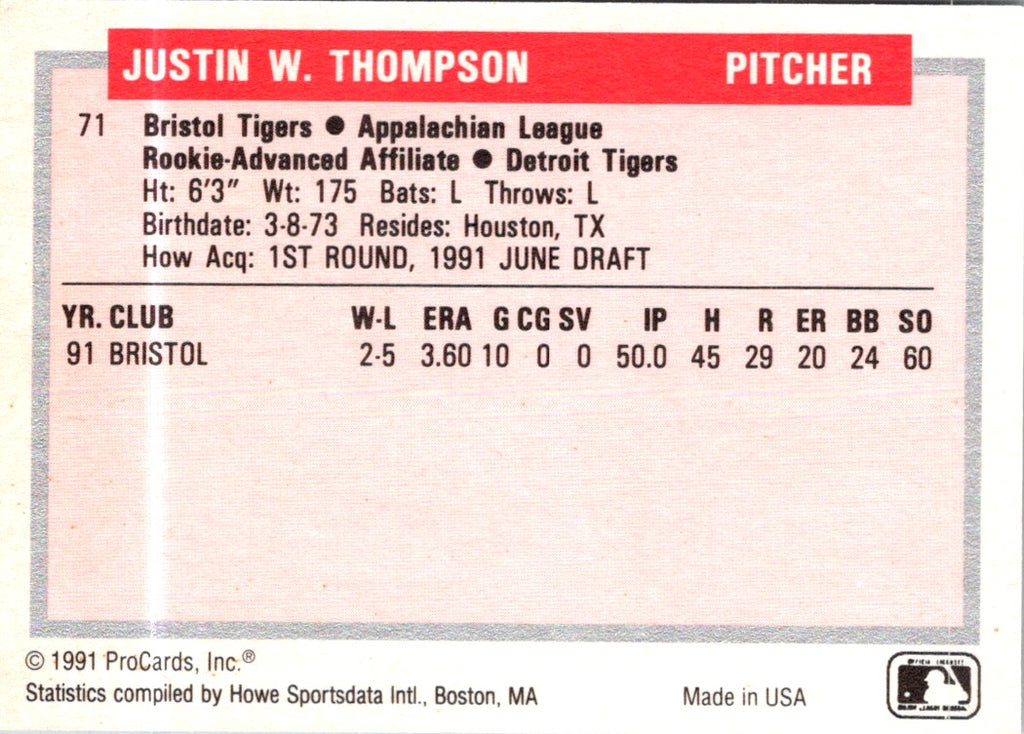 JUSTIN W. THOMPSON PITCHER
71 Bristol Tigers ● Appalachian League
Rookie-Advanced Affiliate ● Detroit Tigers
Ht: 6'3" Wt: 175 Bats: L Throws: L
Birthdate: 3-8-73 Resides: Houston, TX
How Acq: 1ST ROUND, 1991 JUNE DRAFT
YR. CLUB W-L ERA G CG SV IP H R ER BB SO
91 BRISTOL 2-5 3.60 10 0 0 50.0 45 29 20 24 60
© 1991 ProCards, Inc.®
Statistics compiled by Howe Sportsdata Intl., Boston, MA Made in USA